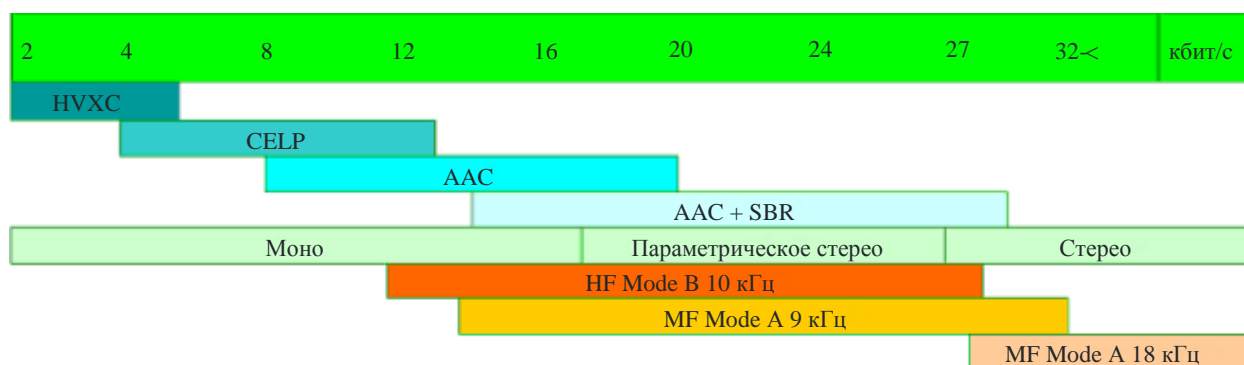 2 4 8 12 16 20 24 27 32≺ кбит/с
HVXC
CELP
AAC
AAC + SBR
Моно Параметрическое стерео Стерео
HF Mode B 10 кГц
MF Mode A 9 кГц
MF Mode A 18 кГц